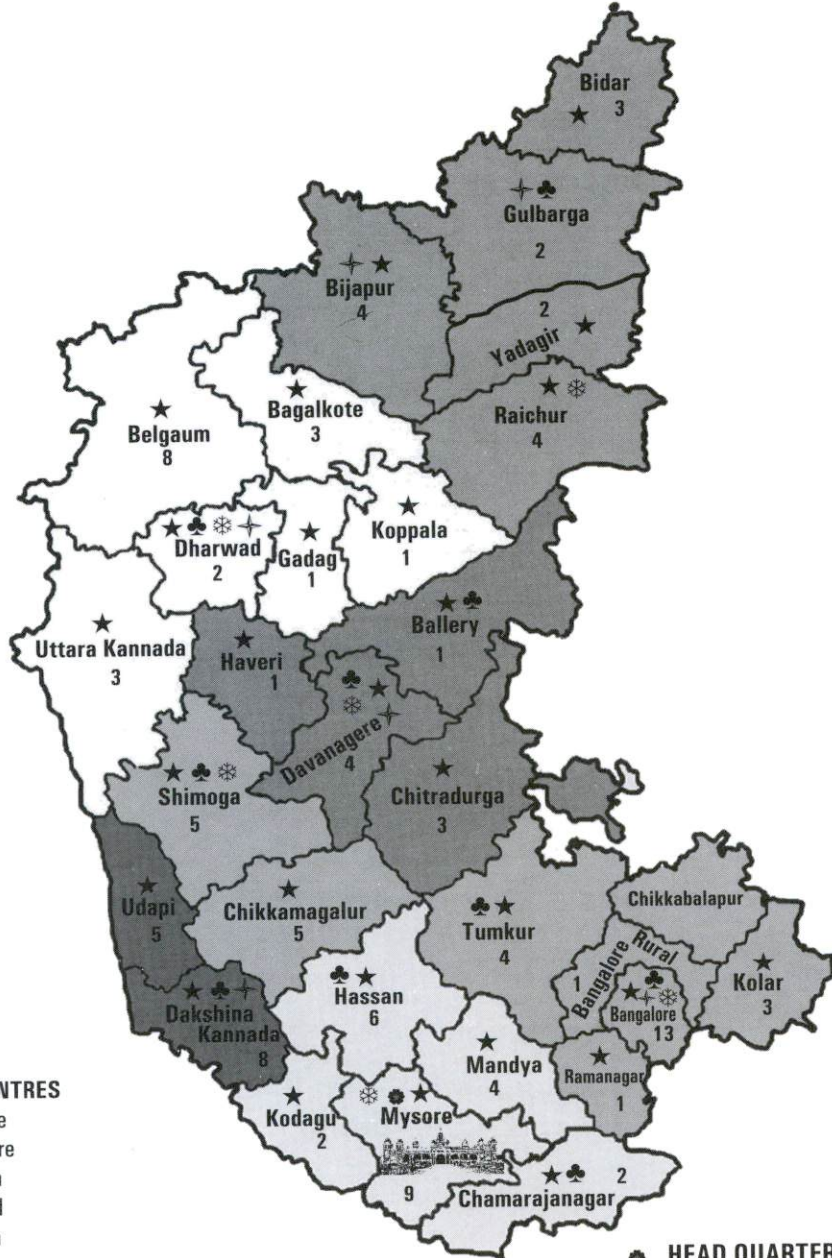 Bidar
3
Gulbarga
2
Bijapur
4
2
Yadagir
Raichur
4
Bagalkote
3
Belgaum
8
Koppala
1
Dharwad
2
Gadag
1
Ballery
1
Uttara Kannada
3
Haveri
1
Davanagere
4
Shimoga
5
Chitradurga
3
Udapi
5
Chikkamagalur
5
Tumkur
4
Chikkabalapur
Bangalore Rural
1
Kolar
3
Bangalore
13
Hassan
6
Dakshina
Kannada
8
Mandya
4
Ramanagar
1
Kodagu
2
Mysore
9
Chamarajanagar
2
NTRES
e
re
HEAD QUARTER